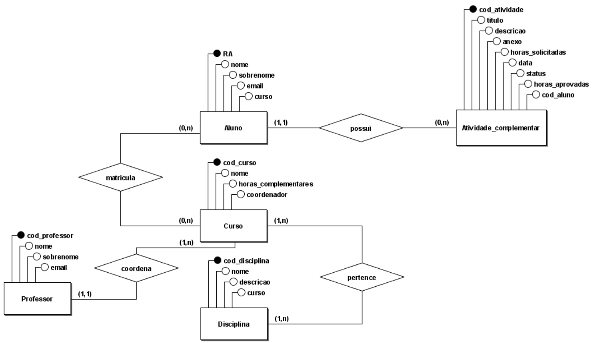 cod_atividade
titulo
descricao
anexo
horas_solicitadas
data
status
horas_aprovadas
cod_aluno
Atividade_complementar
RA
nome
sobrenome
email
curso
Aluno
(1,1)
possui
(0,n)
(0,n)
matricula
(0,n)
cod_curso
nome
horas_complementares
coordenador
Curso
(1,n)
(1,n)
cod_professor
nome
sobrenome
email
Professor
(1,1)
coordena
pertence
cod_disciplina
nome
descricao
curso
Disciplina
(1,n)